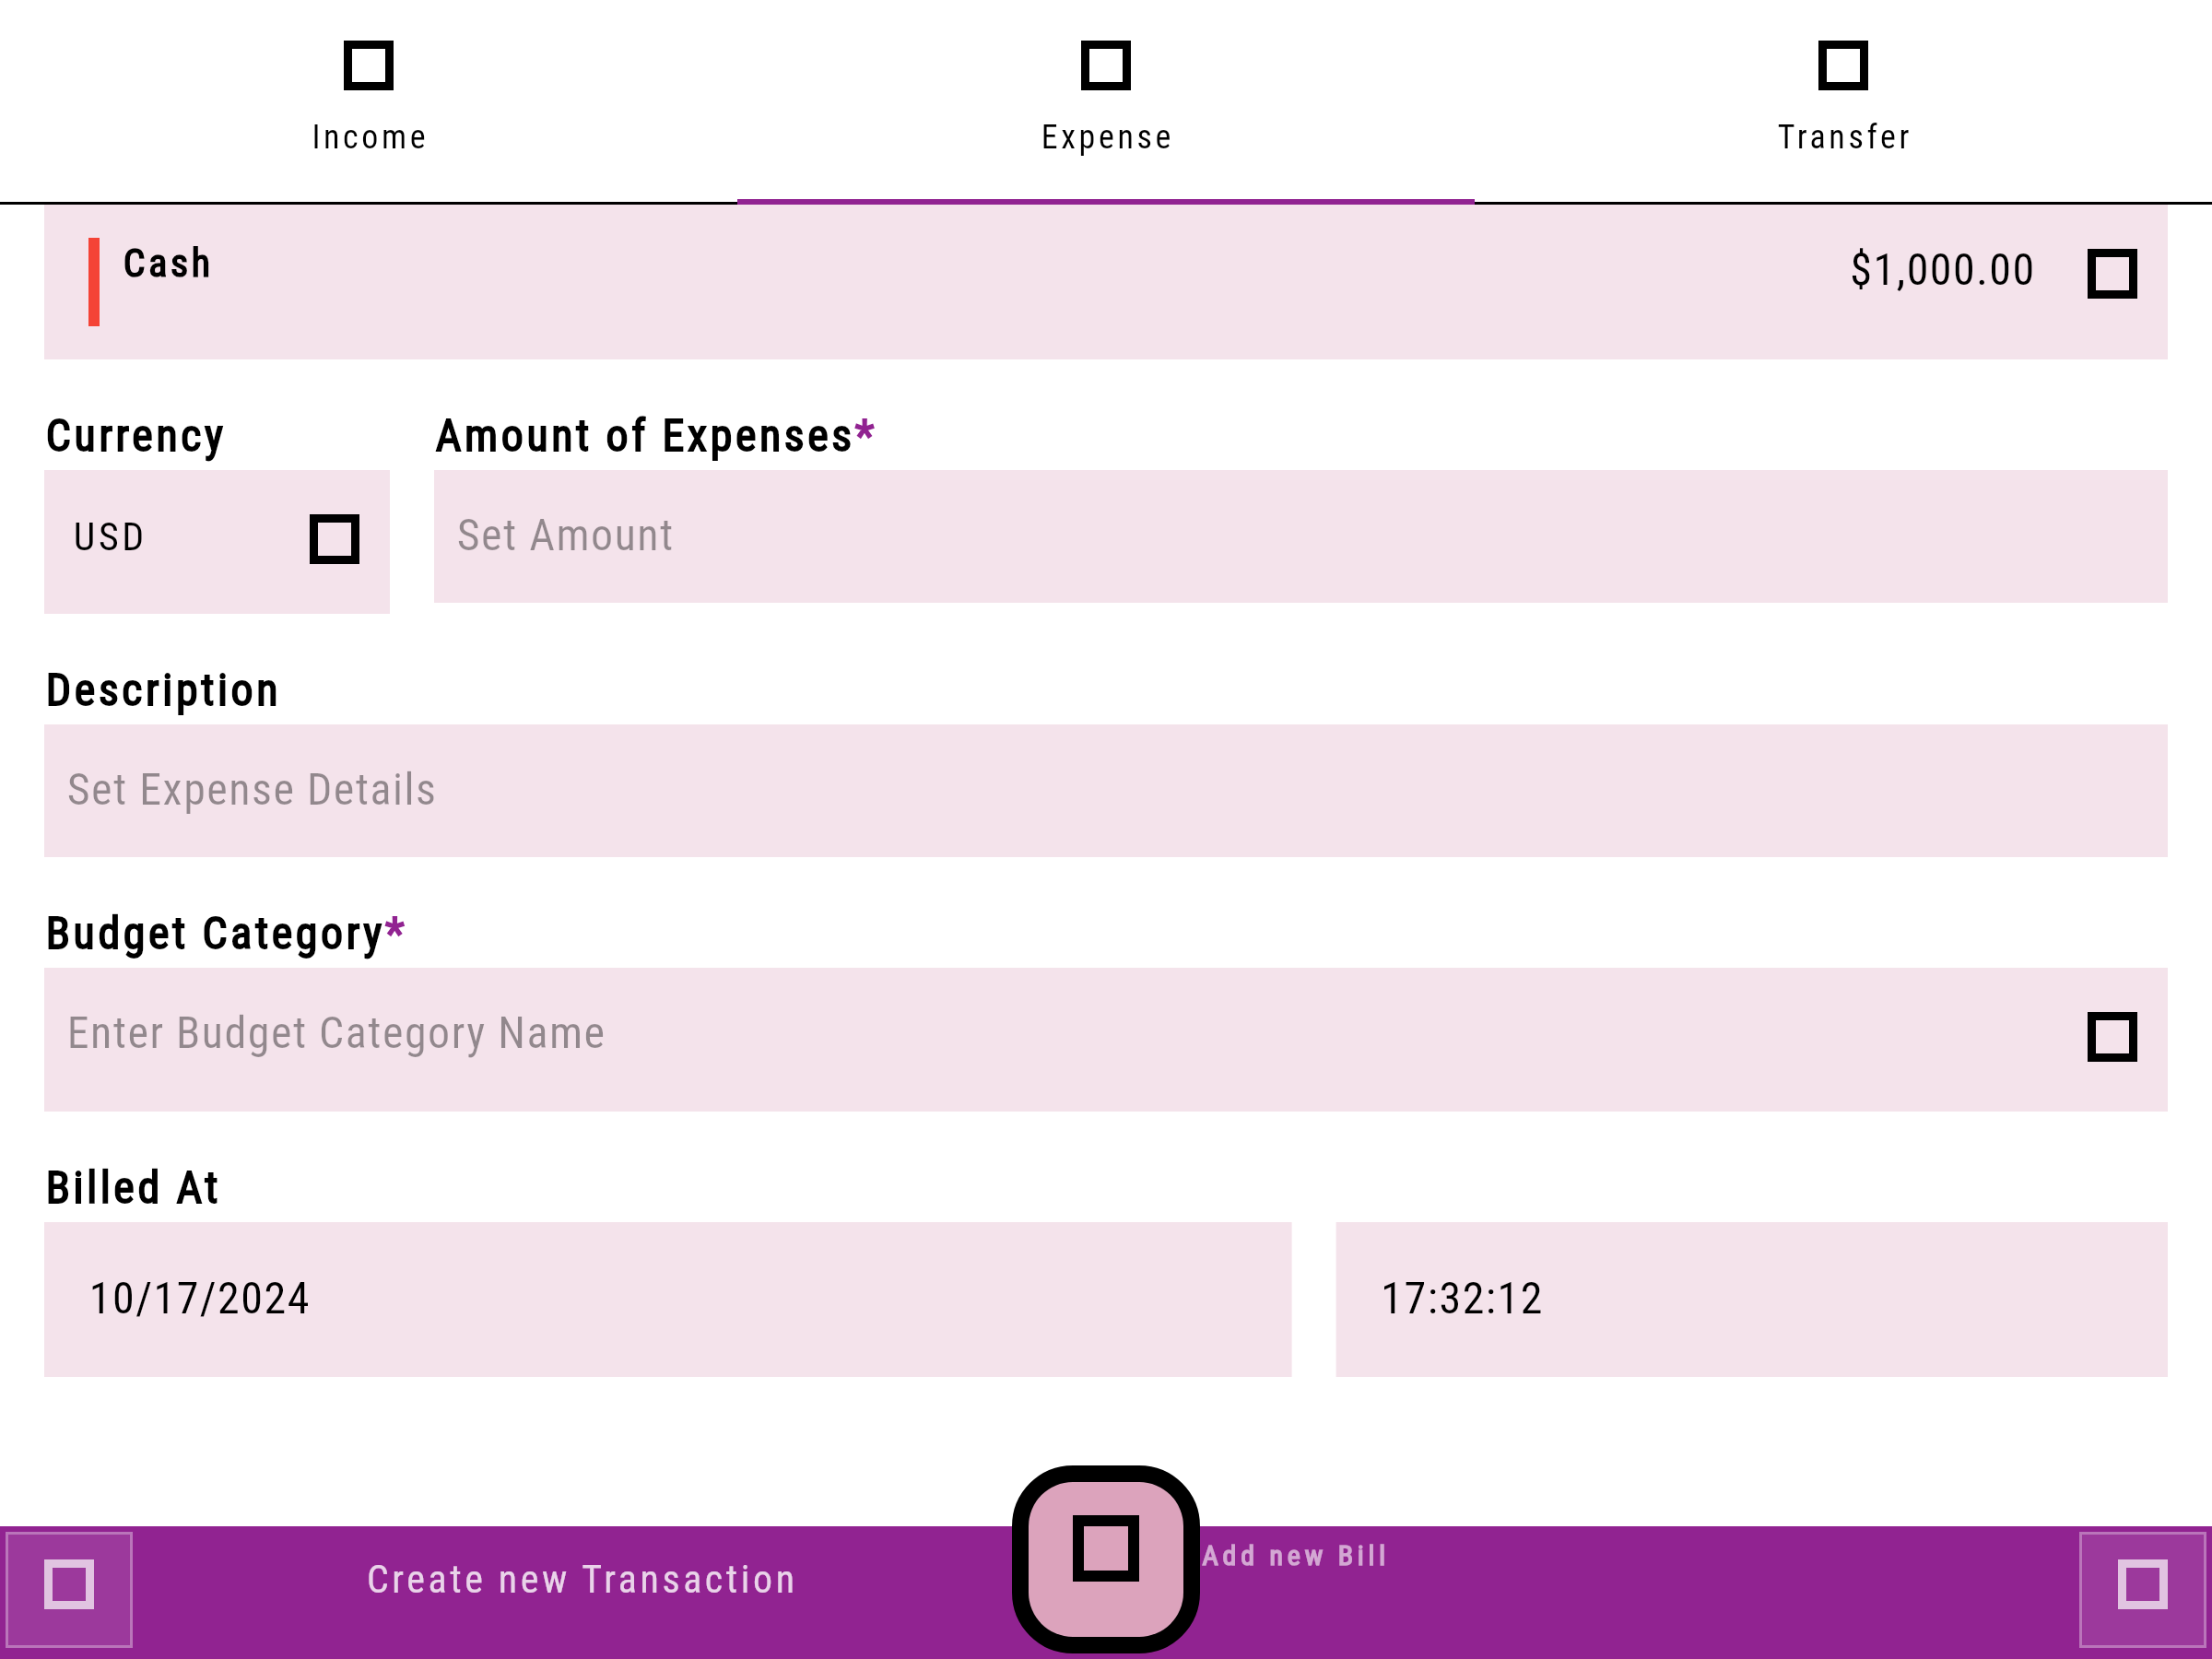 Income
Expense
Transfer
Cash
$1,000.00
Currency
Amount of Expenses*
USD
Set Amount
Description
Set Expense Details
Budget Category*
Enter Budget Category Name
Billed At
10/17/2024
17:32:12
Create new Transaction
Add new Bill